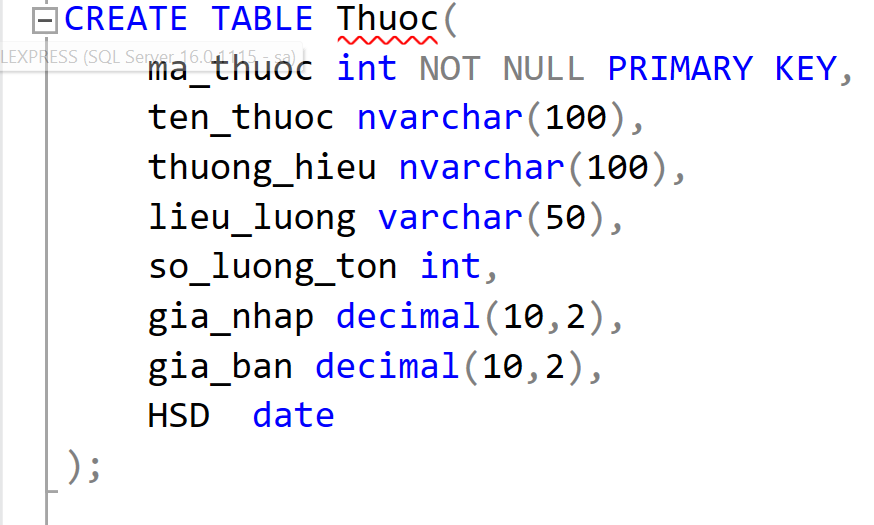 CREATE TABLE Thuoc(
LEXPRESS (SQL Server 16.0.1115 - sa)
ma_thuoc int NOT NULL PRIMARY KEY,
ten_thuoc nvarchar(100),
thuong_hieu nvarchar(100),
lieu_luong varchar(50),
so_luong_ton int,
gia_nhap decimal(10,2),
gia_ban decimal(10,2),
HSD  date
);